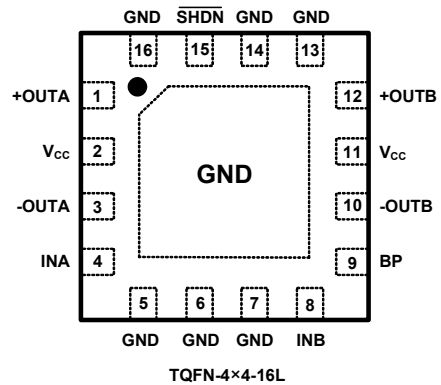 GND SHDN GND GND
16 15 14 13
+OUTA 1 12 +OUTB
VCC 2 11 VCC
GND
-OUTA 3 10 -OUTB
INA 4 9 BP
5 6 7 8
GND GND GND INB
TQFN-4×4-16L